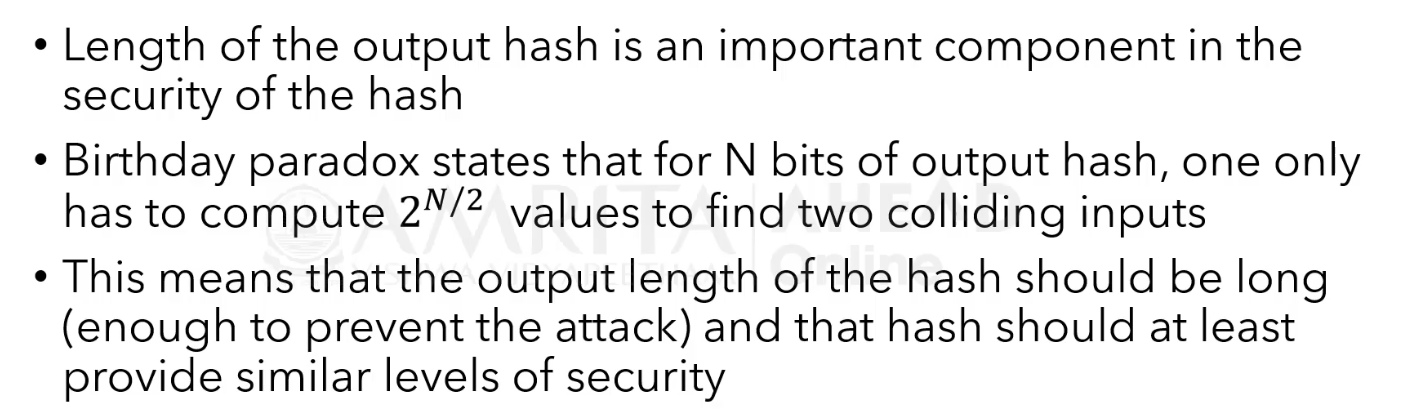 • Length of the output hash is an important component in the
security of the hash
• Birthday paradox states that for N bits of output hash, one only
has to compute 2^{N/2} values to find two colliding inputs
• This means that the output length of the hash should be long
(enough to prevent the attack) and that hash should at least
provide similar levels of security
AMRITA AHEAD
Online